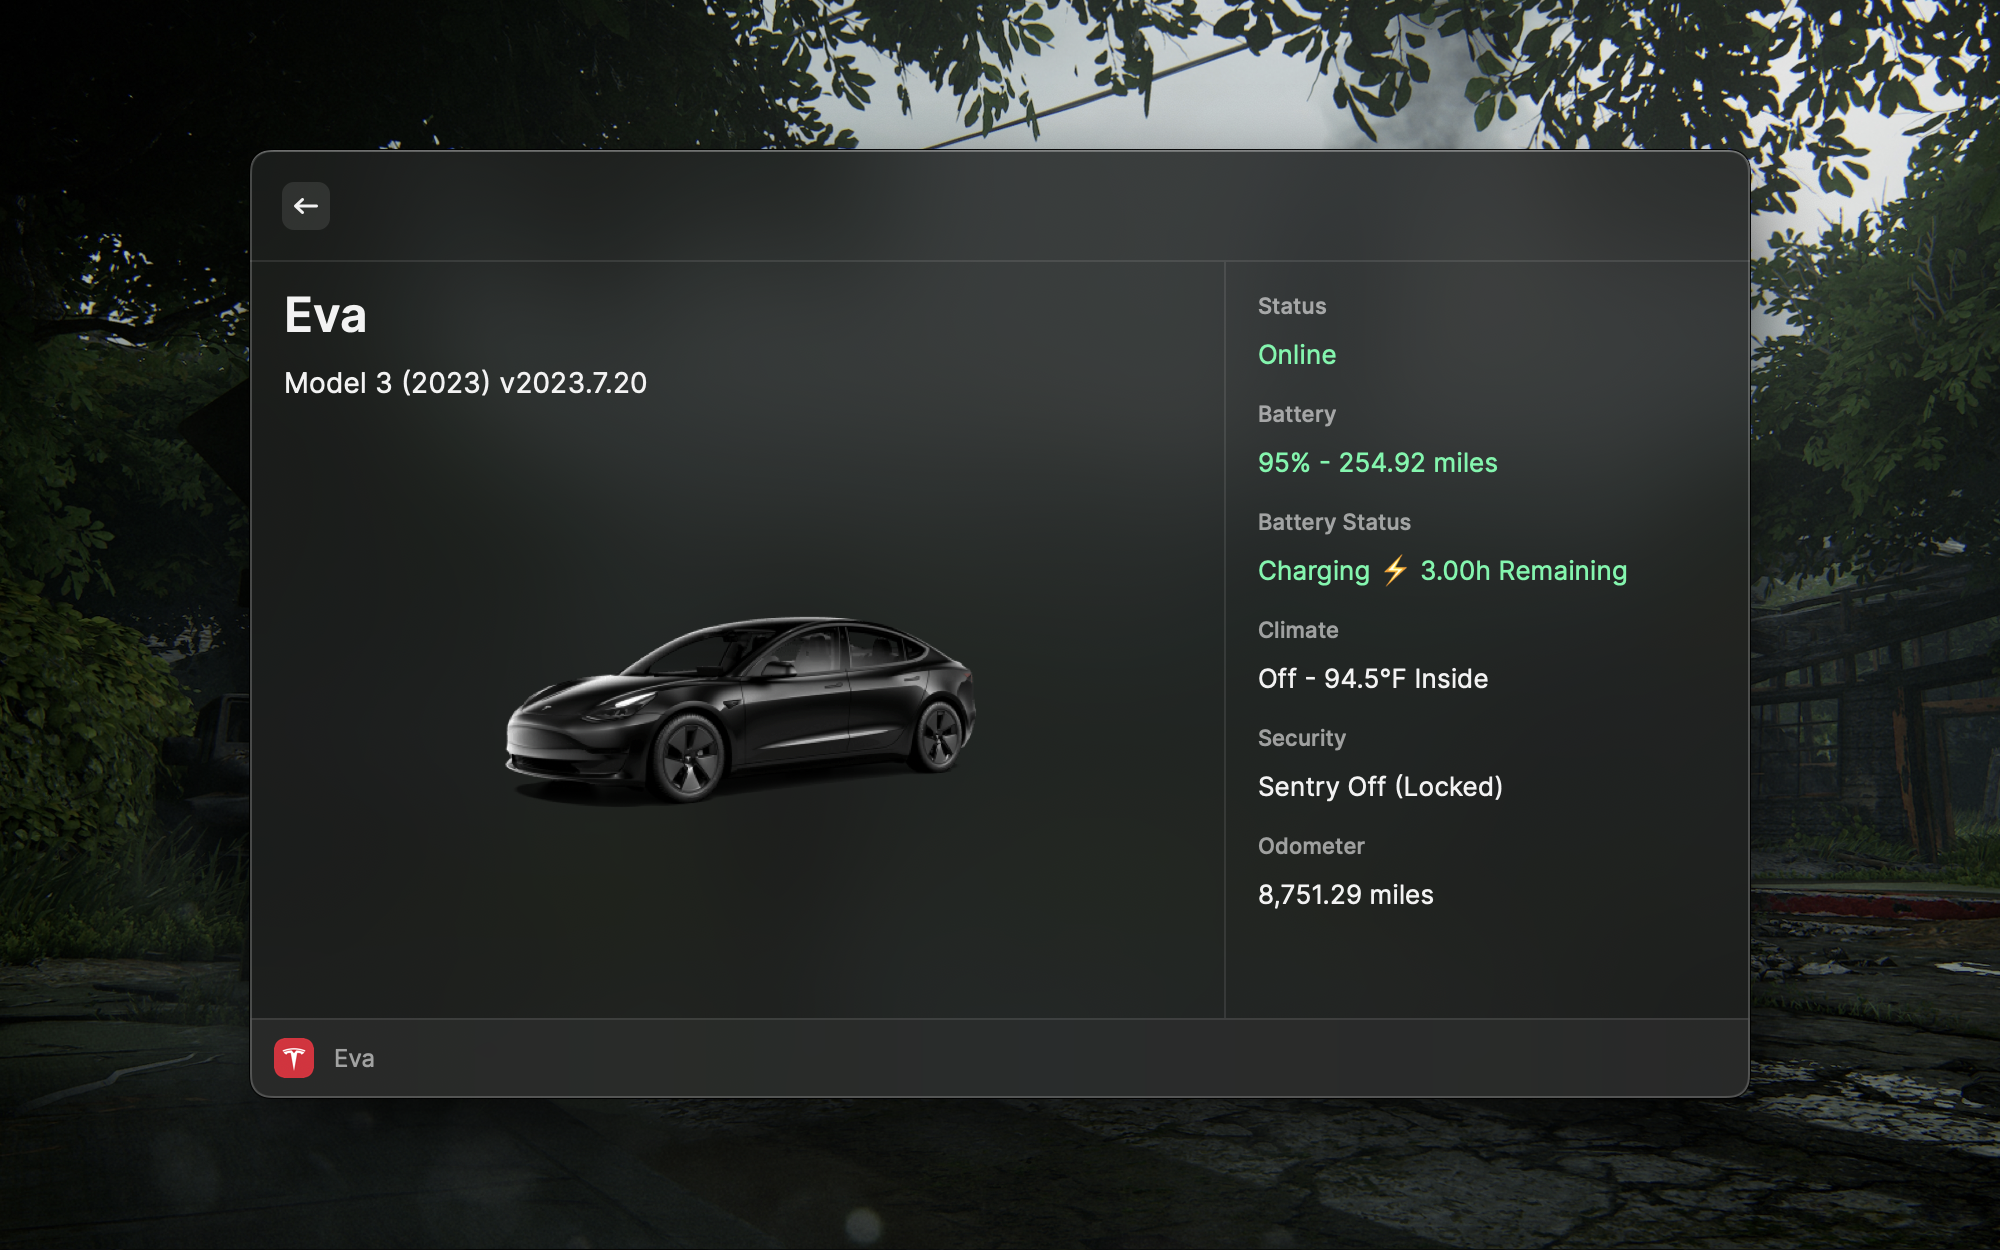 Eva
Model 3 (2023) v2023.7.20
Status
Online
Battery
95% - 254.92 miles
Battery Status
Charging ⚡ 3.00h Remaining
Climate
Off - 94.5°F Inside
Security
Sentry Off (Locked)
Odometer
8,751.29 miles
Eva